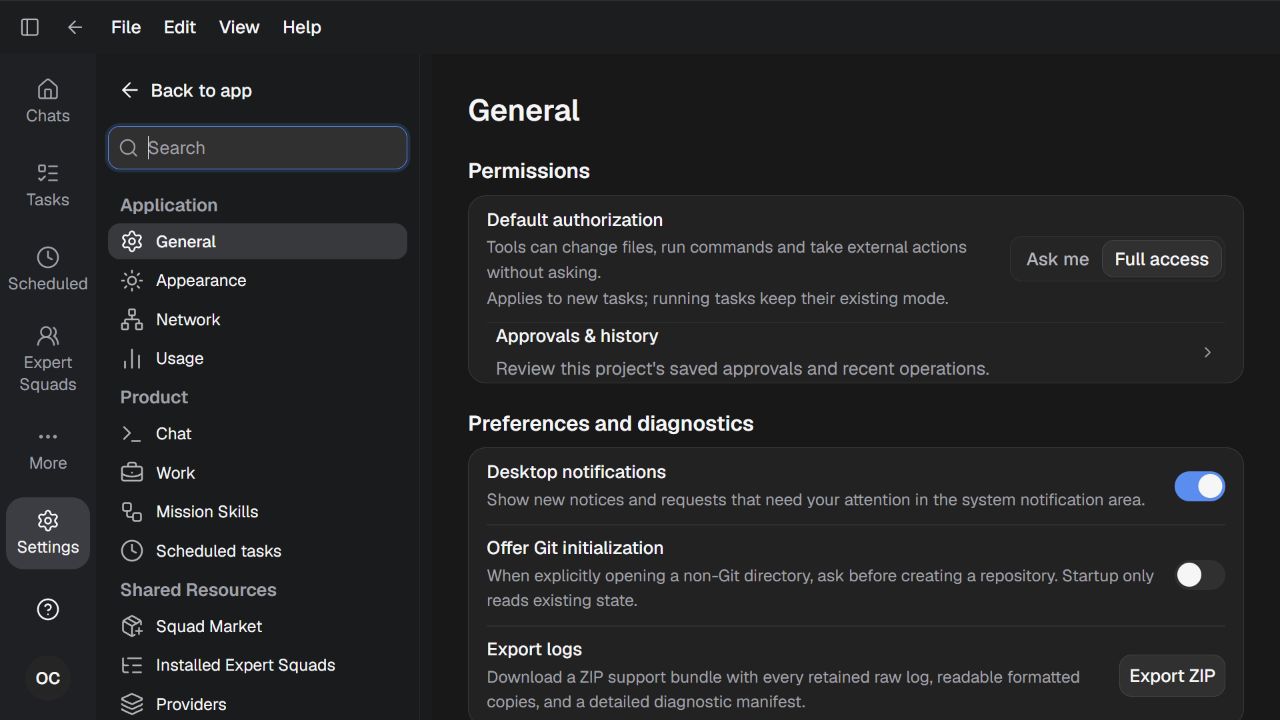 File Edit View Help
Chats
Tasks
Scheduled
Expert
Squads
More
Settings
OC
Back to app
Search
Application
General
Appearance
Network
Usage
Product
Chat
Work
Mission Skills
Scheduled tasks
Shared Resources
Squad Market
Installed Expert Squads
Providers
General
Permissions
Default authorization
Tools can change files, run commands and take external actions
without asking.
Applies to new tasks; running tasks keep their existing mode.
Ask me Full access
Approvals & history
Review this project's saved approvals and recent operations.
Preferences and diagnostics
Desktop notifications
Show new notices and requests that need your attention in the system notification area.
Offer Git initialization
When explicitly opening a non-Git directory, ask before creating a repository. Startup only
reads existing state.
Export logs
Download a ZIP support bundle with every retained raw log, readable formatted
copies, and a detailed diagnostic manifest.
Export ZIP